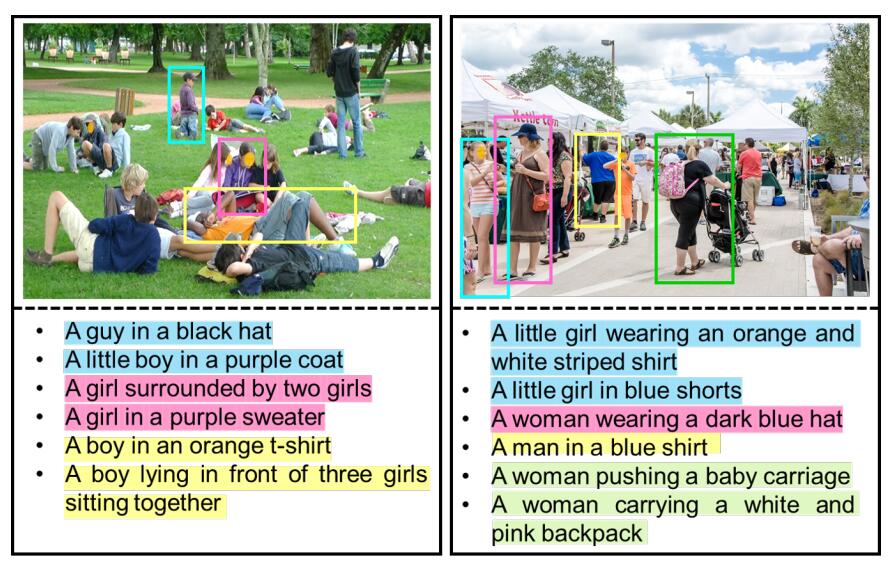 Kettle Corn
• A guy in a black hat
• A little boy in a purple coat
• A girl surrounded by two girls
• A girl in a purple sweater
• A boy in an orange t-shirt
• A boy lying in front of three girls
sitting together
• A little girl wearing an orange and
white striped shirt
• A little girl in blue shorts
• A woman wearing a dark blue hat
• A man in a blue shirt
• A woman pushing a baby carriage
• A woman carrying a white and
pink backpack